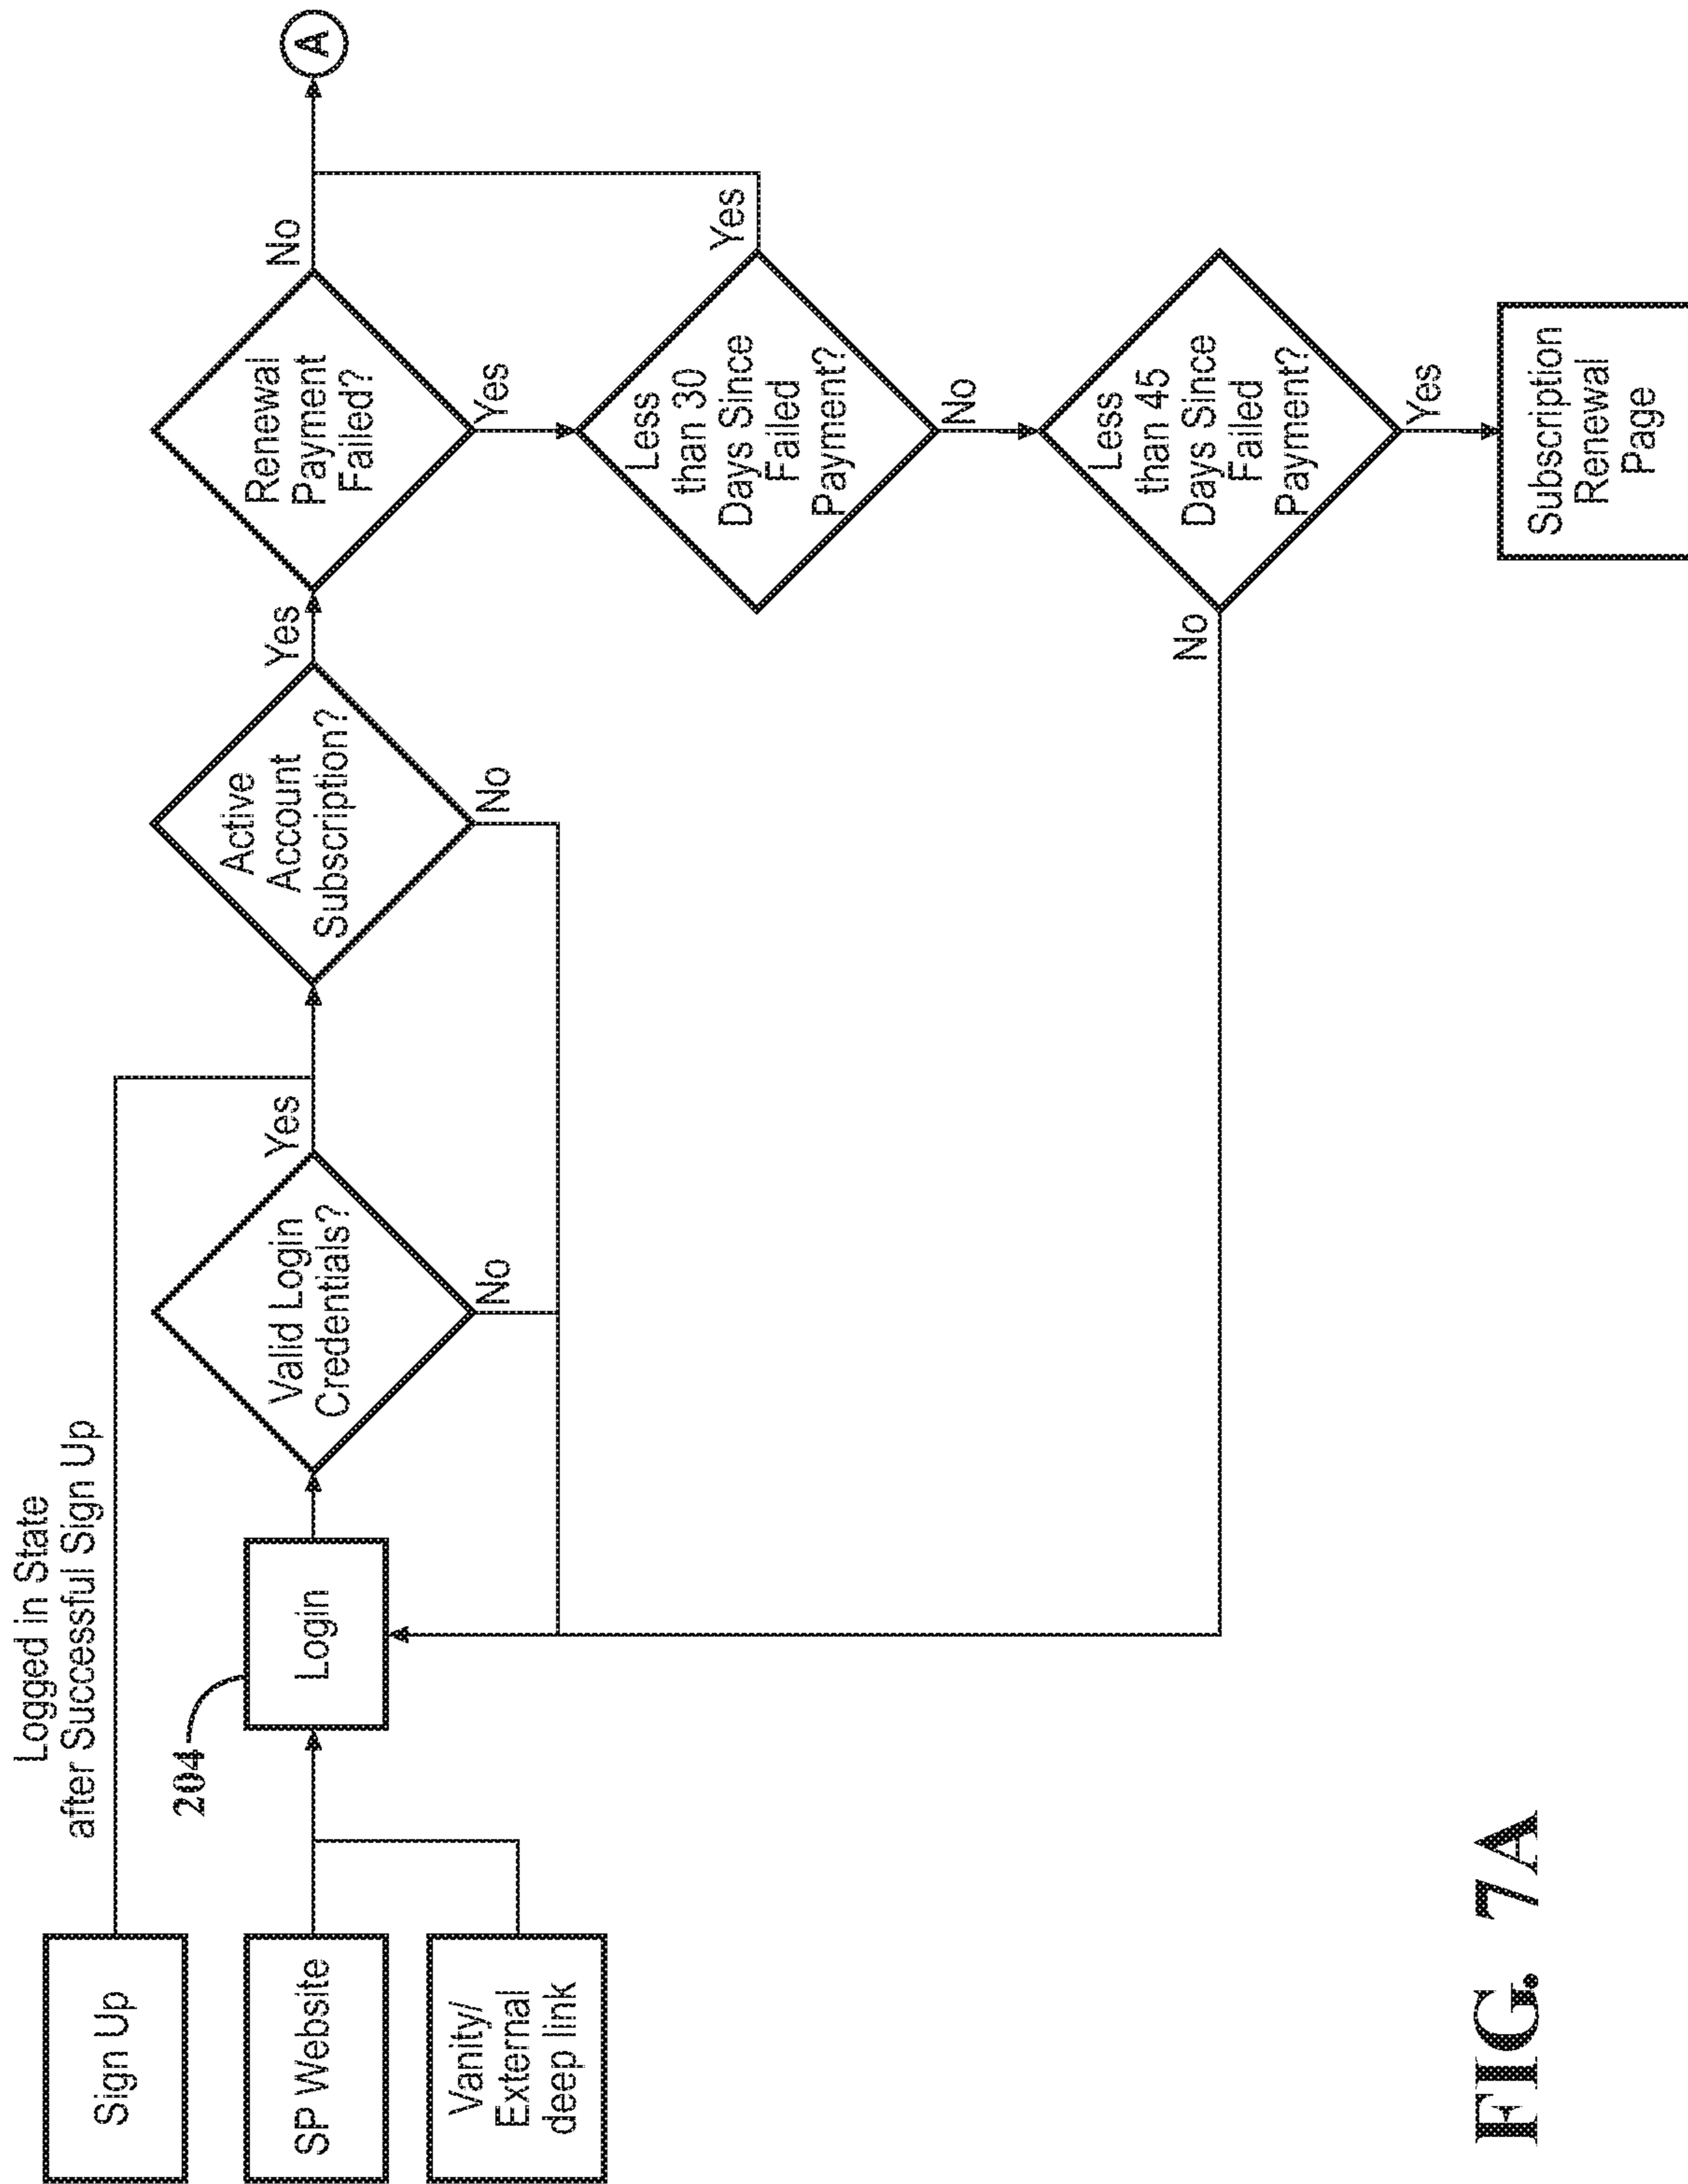 Logged in State
after Successful Sign Up
Sign Up
SP Website
Vanity/
External
deep link
204
Login
Valid Login
Credentials?
Yes
No
Active
Account
Subscription?
Yes
No
Renewal
Payment
Failed?
No
Yes
A
Less
than 30
Days Since
Failed
Payment?
Yes
No
Less
than 45
Days Since
Failed
Payment?
No
Yes
Subscription
Renewal
Page
FIG. 7A